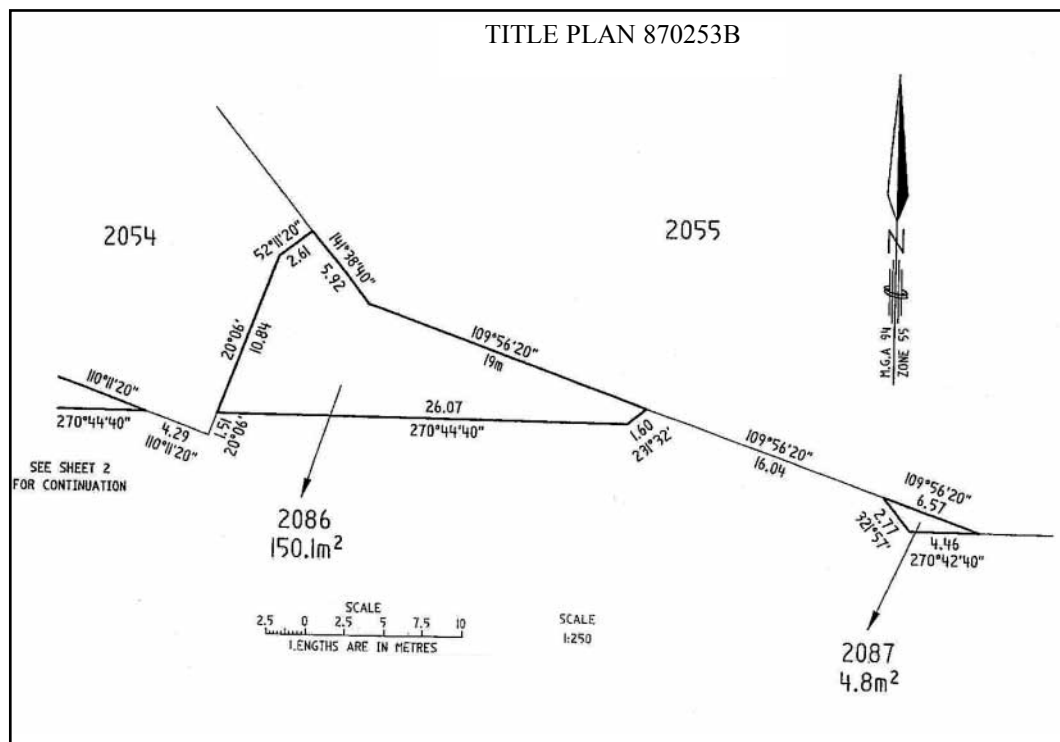 TITLE PLAN 870253B
2054
2055
52°11'20"
2.61
141°38'40"
5.92
20°06'
10.84
109°56'20"
19m
N
M.G.A 94
ZONE 55
110°11'20"
270°44'40"
4.29
110°11'20"
1.51
20°06'
26.07
270°44'40"
1.60
231°32'
109°56'20"
16.04
109°56'20"
6.57
2.77
321°57'
4.46
270°42'40"
SEE SHEET 2
FOR CONTINUATION
2086
150.1m²
SCALE
2.5 0 2.5 5 7.5 10
LENGTHS ARE IN METRES
SCALE
1:250
2087
4.8m²